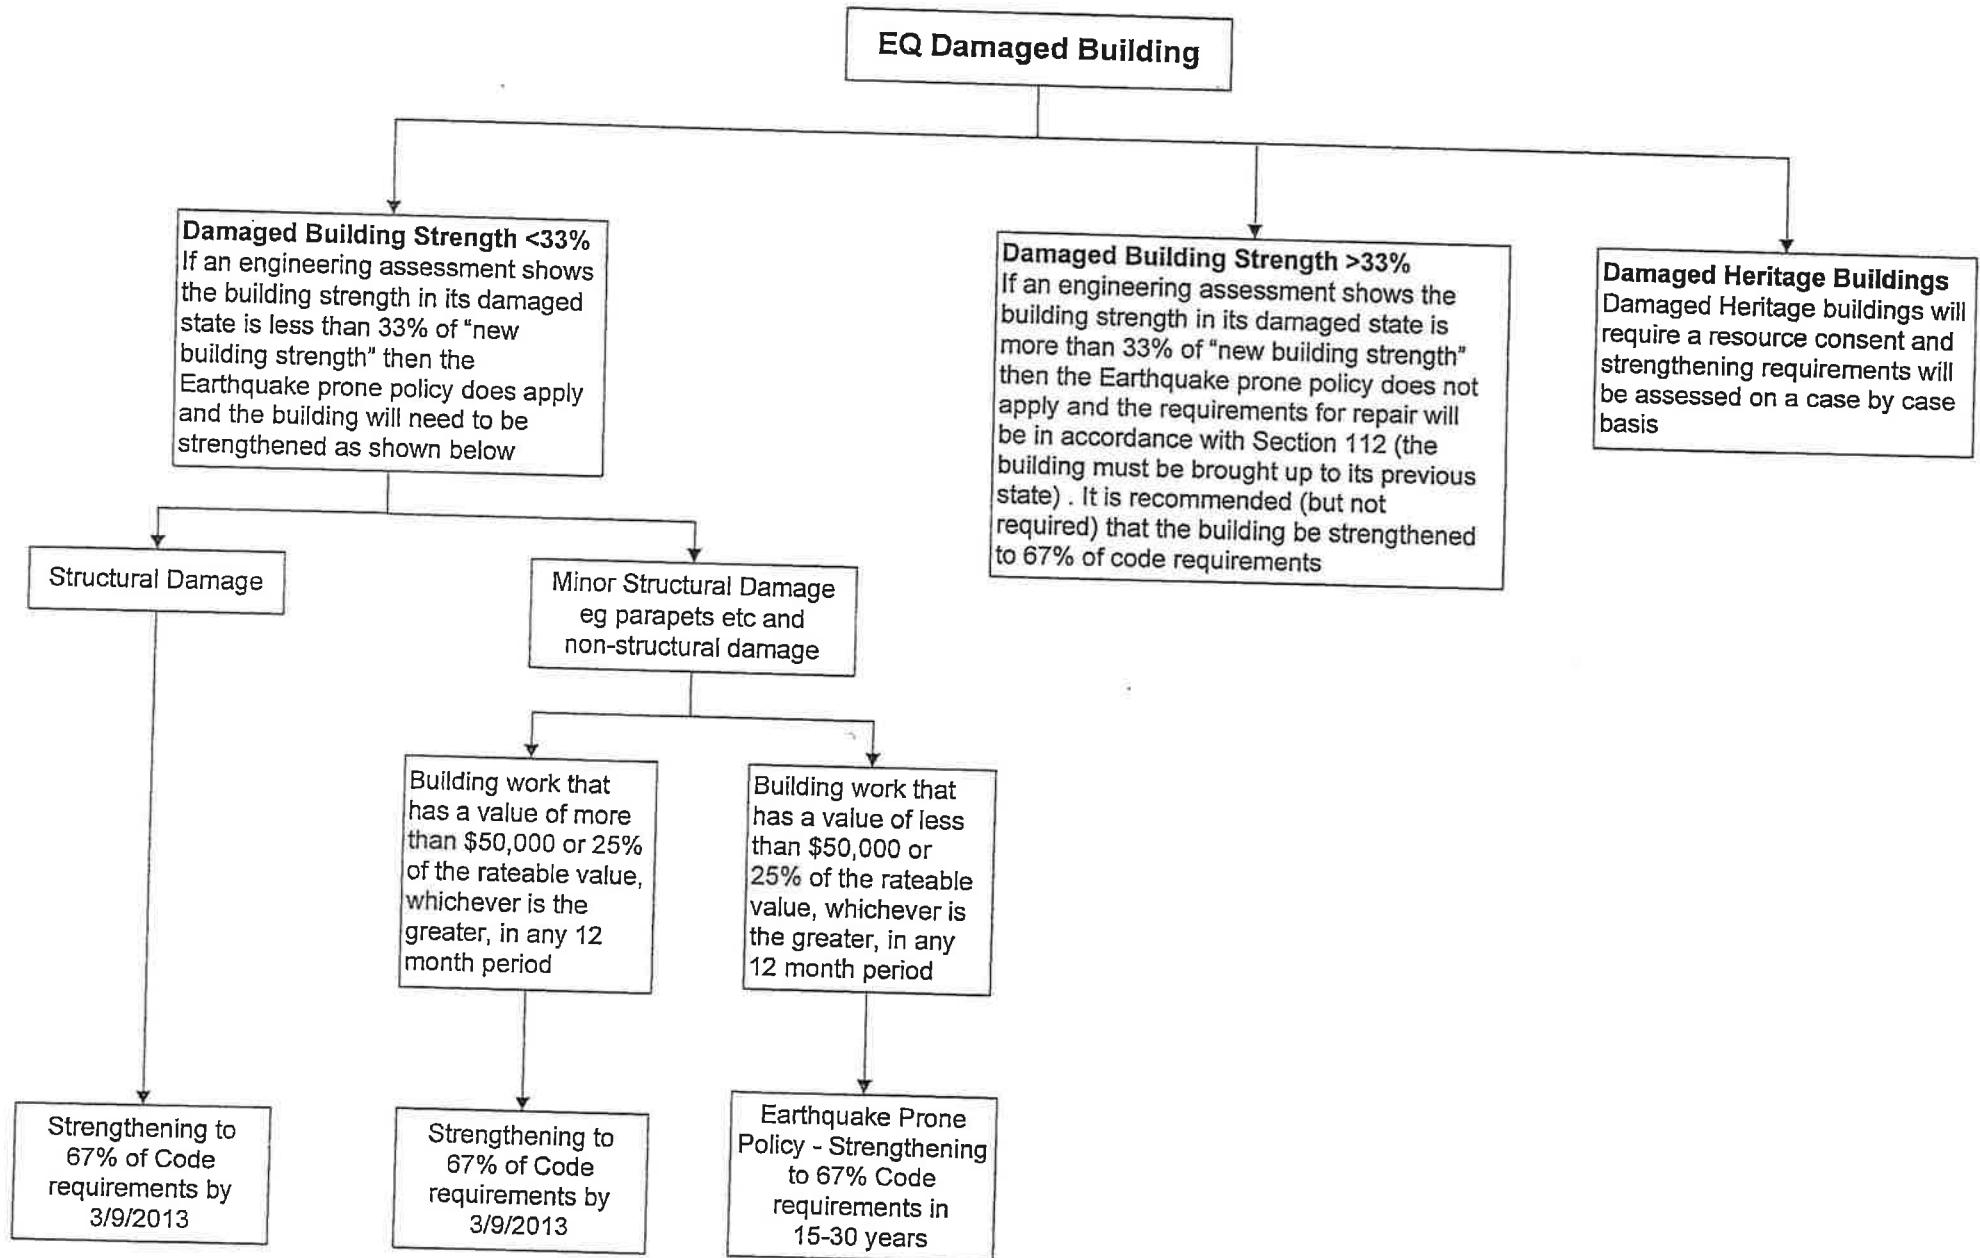 EQ Damaged Building
Damaged Building Strength <33%
If an engineering assessment shows
the building strength in its damaged
state is less than 33% of “new
building strength” then the
Earthquake prone policy does apply
and the building will need to be
strengthened as shown below
Damaged Building Strength >33%
If an engineering assessment shows the
building strength in its damaged state is
more than 33% of “new building strength”
then the Earthquake prone policy does not
apply and the requirements for repair will
be in accordance with Section 112 (the
building must be brought up to its previous
state) . It is recommended (but not
required) that the building be strengthened
to 67% of code requirements
Damaged Heritage Buildings
Damaged Heritage buildings will
require a resource consent and
strengthening requirements will
be assessed on a case by case
basis
Structural Damage
Minor Structural Damage
eg parapets etc and
non-structural damage
Building work that
has a value of more
than $50,000 or 25%
of the rateable value,
whichever is the
greater, in any 12
month period
Building work that
has a value of less
than $50,000 or
25% of the rateable
value, whichever is
the greater, in any
12 month period
Strengthening to
67% of Code
requirements by
3/9/2013
Strengthening to
67% of Code
requirements by
3/9/2013
Earthquake Prone
Policy - Strengthening
to 67% Code
requirements in
15-30 years